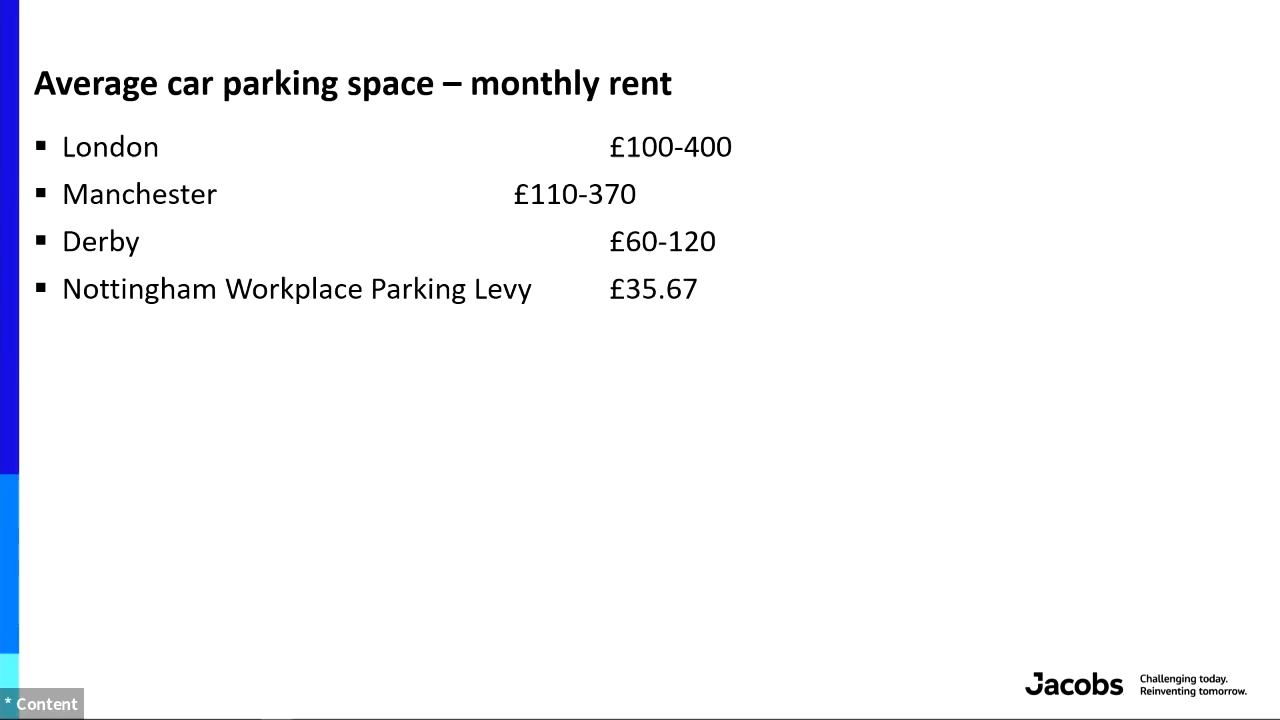 Average car parking space – monthly rent
▪ London £100-400
▪ Manchester £110-370
▪ Derby £60-120
▪ Nottingham Workplace Parking Levy £35.67
Jacobs
Challenging today.
Reinventing tomorrow.
* Content